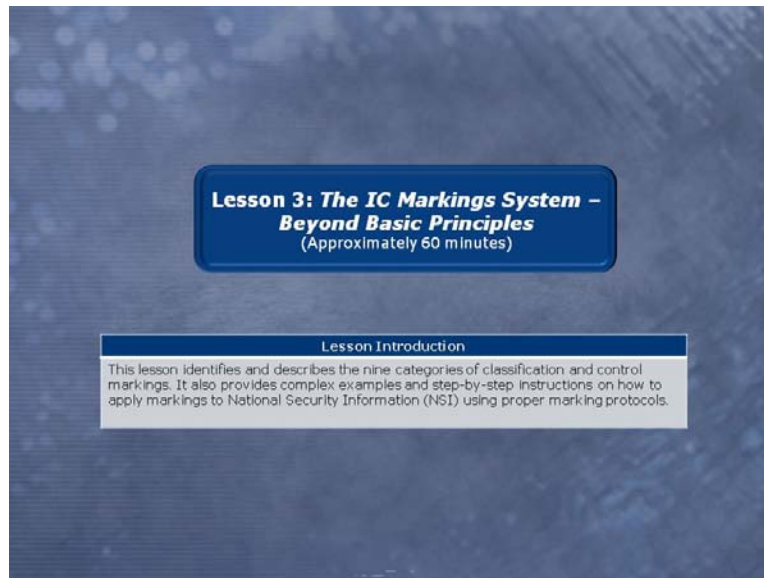 Lesson 3: The IC Markings System –
Beyond Basic Principles
(Approximately 60 minutes)
Lesson Introduction
This lesson identifies and describes the nine categories of classification and control
markings. It also provides complex examples and step-by-step instructions on how to
apply markings to National Security Information (NSI) using proper marking protocols.